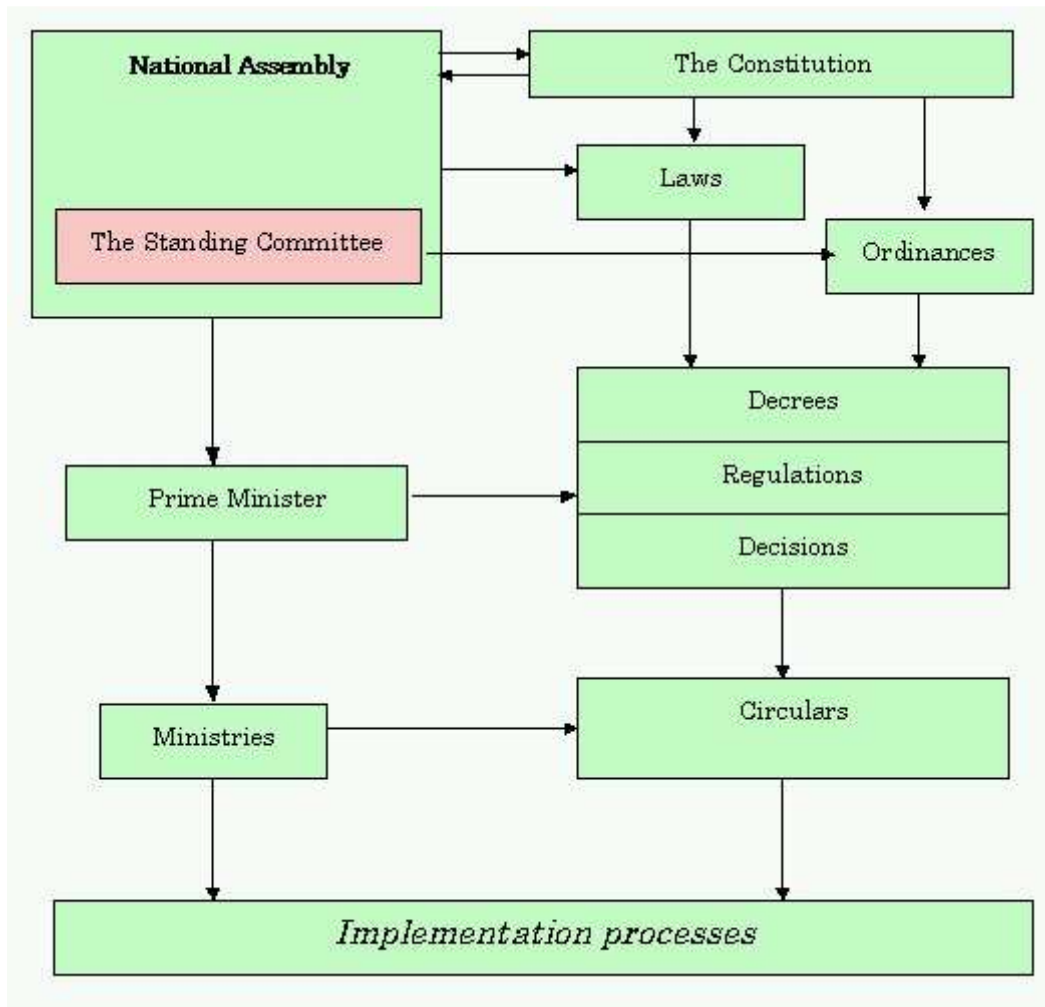 National Assembly
The Constitution
Laws
The Standing Committee
Ordinances
Decrees
Prime Minister
Regulations
Decisions
Ministries
Circulars
Implementation processes